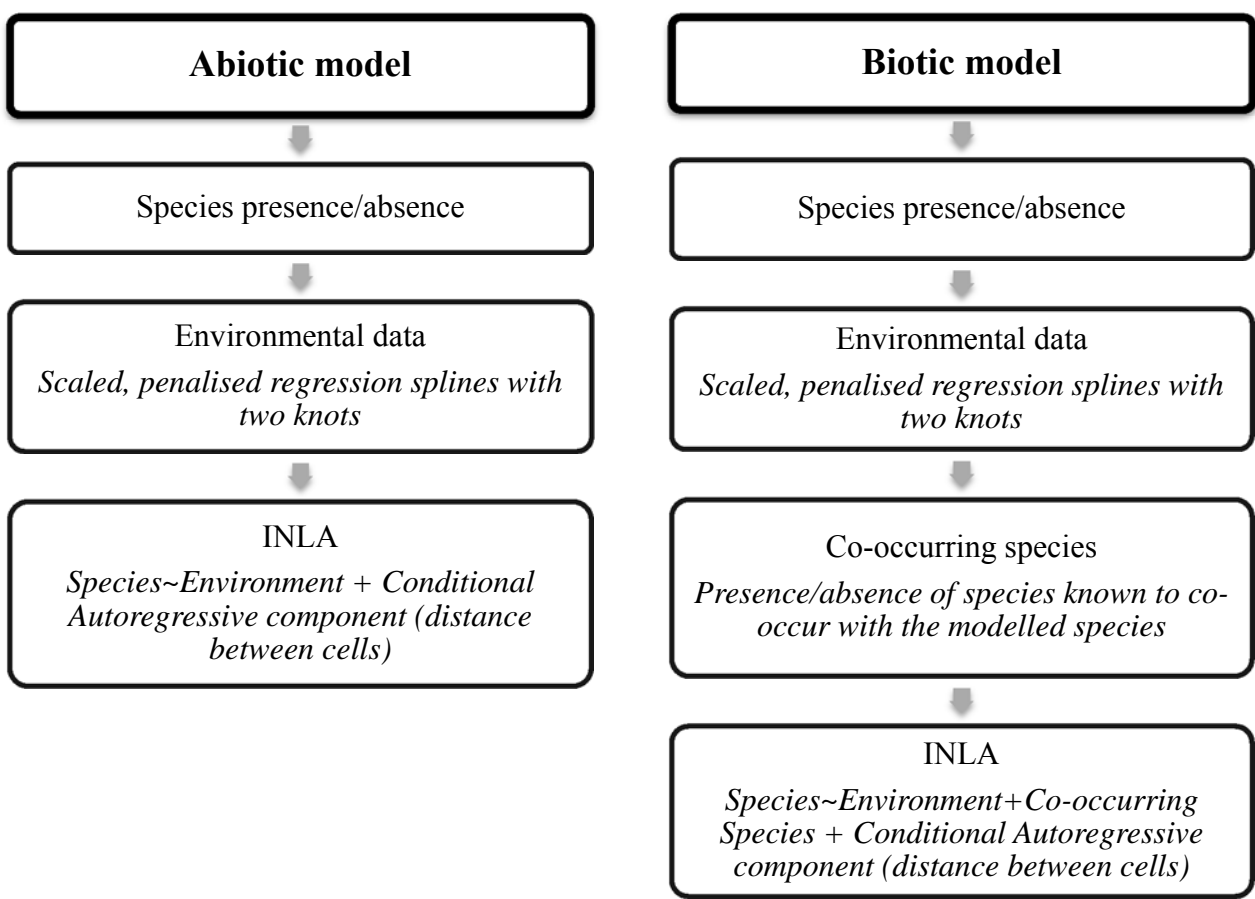 Abiotic model
Species presence/absence
Environmental data
Scaled, penalised regression splines with
two knots
INLA
Species~Environment + Conditional
Autoregressive component (distance
between cells)
Biotic model
Species presence/absence
Environmental data
Scaled, penalised regression splines with
two knots
Co-occurring species
Presence/absence of species known to co-
occur with the modelled species
INLA
Species~Environment+Co-occurring
Species + Conditional Autoregressive
component (distance between cells)